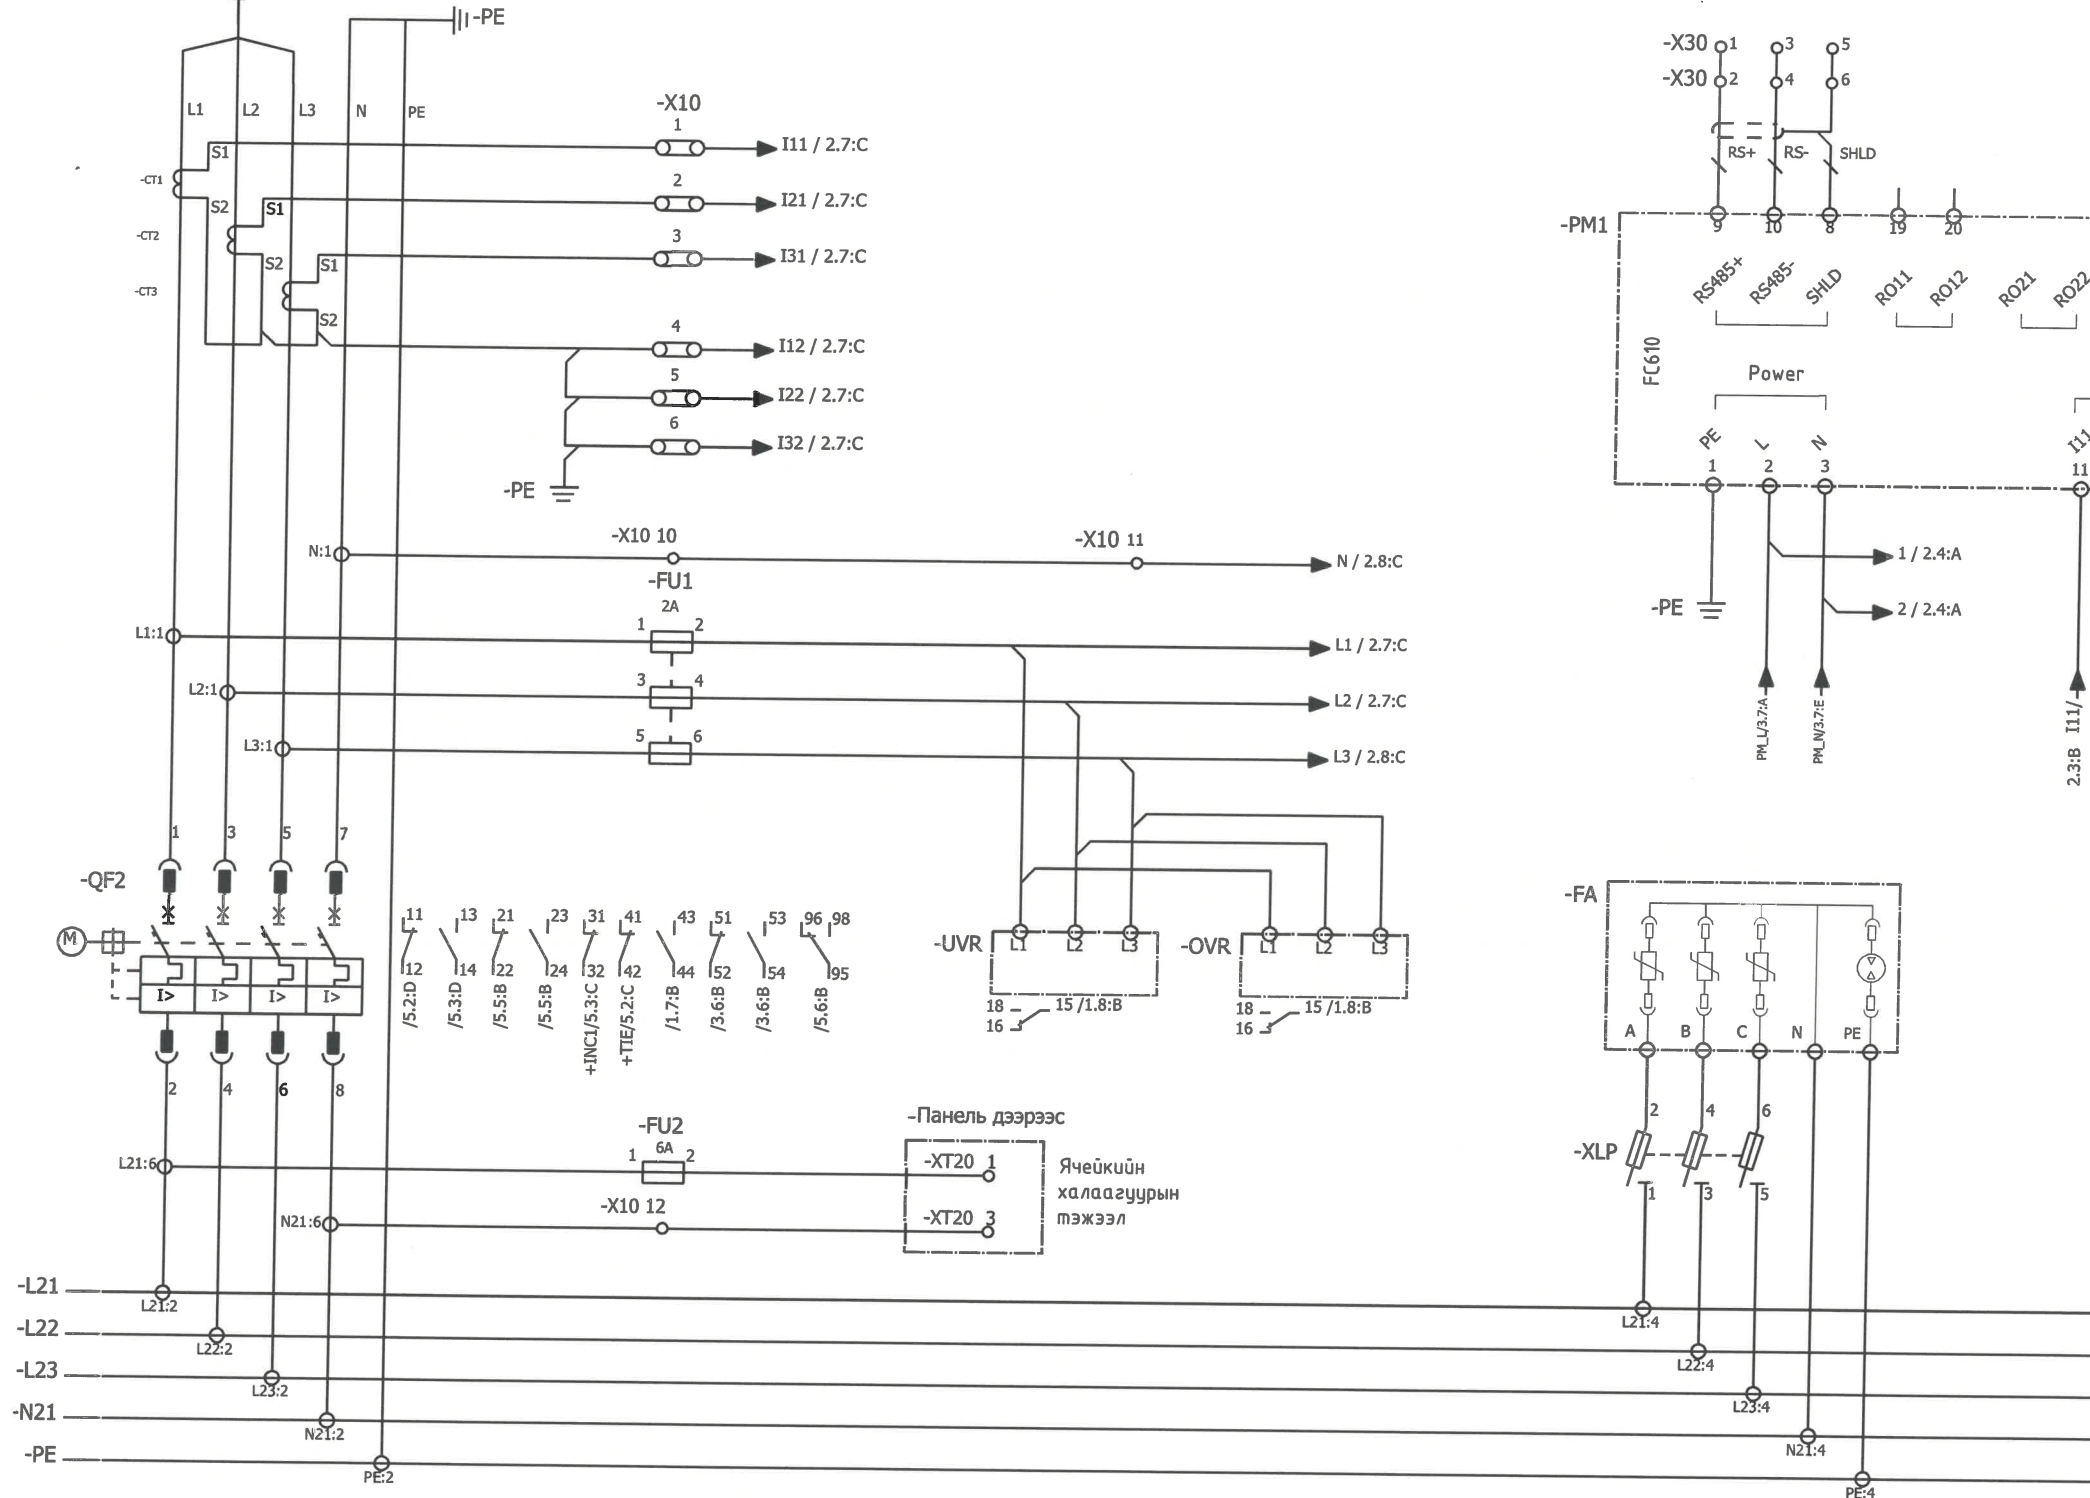 -PE
-X30 1 3 5
-X30 2 4 6
L1 L2 L3 N PE
-X10
1
S1
I11 / 2.7:C
RS+ RS- SHLD
-CT1
2
S2 S1
I21 / 2.7:C
-CT2
3
S2 S1
I31 / 2.7:C
-CT3
S2
4
I12 / 2.7:C
5
I22 / 2.7:C
6
I32 / 2.7:C
-PE
-PM1
9 10 8 19 20
RS485+ RS485- SHLD RO11 RO12 RO21 RO22
FC610
Power
PE L N I11
1 2 3 11
-PE
1 / 2.4:A
2 / 2.4:A
PM_L/3.7:A
PM_N/3.7:E
2.3:B I11/
-X10 10
-X10 11
N:1
N / 2.8:C
-FU1
2A
L1:1
1 2
L1 / 2.7:C
L2:1
3 4
L2 / 2.7:C
L3:1
5 6
L3 / 2.8:C
1 3 5 7
-QF2
M
I> I> I> I>
11 13 21 23 31 41 43 51 53 96 98
12 14 22 24 32 42 44 52 54 95
/5.2:D
/5.3:D
/5.5:B
/5.5:B
+INC1/5.3:C
+TIE/5.2:C
/1.7:B
/3.6:B
/3.6:B
/5.6:B
-UVR L1 L2 L3
18
16
15 /1.8:B
-OVR L1 L2 L3
18
16
15 /1.8:B
-FA
A B C N PE
2 4 6 8
2 4 6
-XLP
1 3 5
-FU2
6A
L21:6
1 2
-Панель дээрээс
-XT20 1
Ячейкийн
халаагуурын
тэжээл
-X10 12
N21:6
-XT20 3
-L21
L21:2
L21:4
-L22
L22:2
L22:4
-L23
L23:2
L23:4
-N21
N21:2
N21:4
-PE
PE:2
PE:4